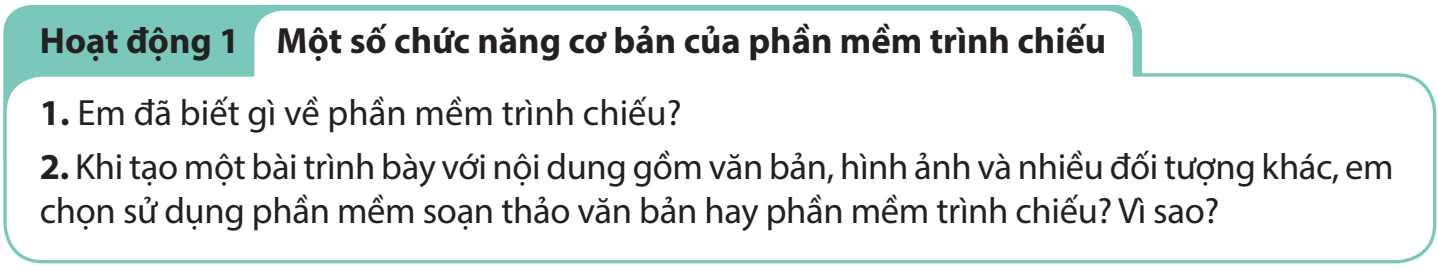 Hoạt động 1 Một số chức năng cơ bản của phần mềm trình chiếu
1. Em đã biết gì về phần mềm trình chiếu?
2. Khi tạo một bài trình bày với nội dung gồm văn bản, hình ảnh và nhiều đối tượng khác, em
chọn sử dụng phần mềm soạn thảo văn bản hay phần mềm trình chiếu? Vì sao?